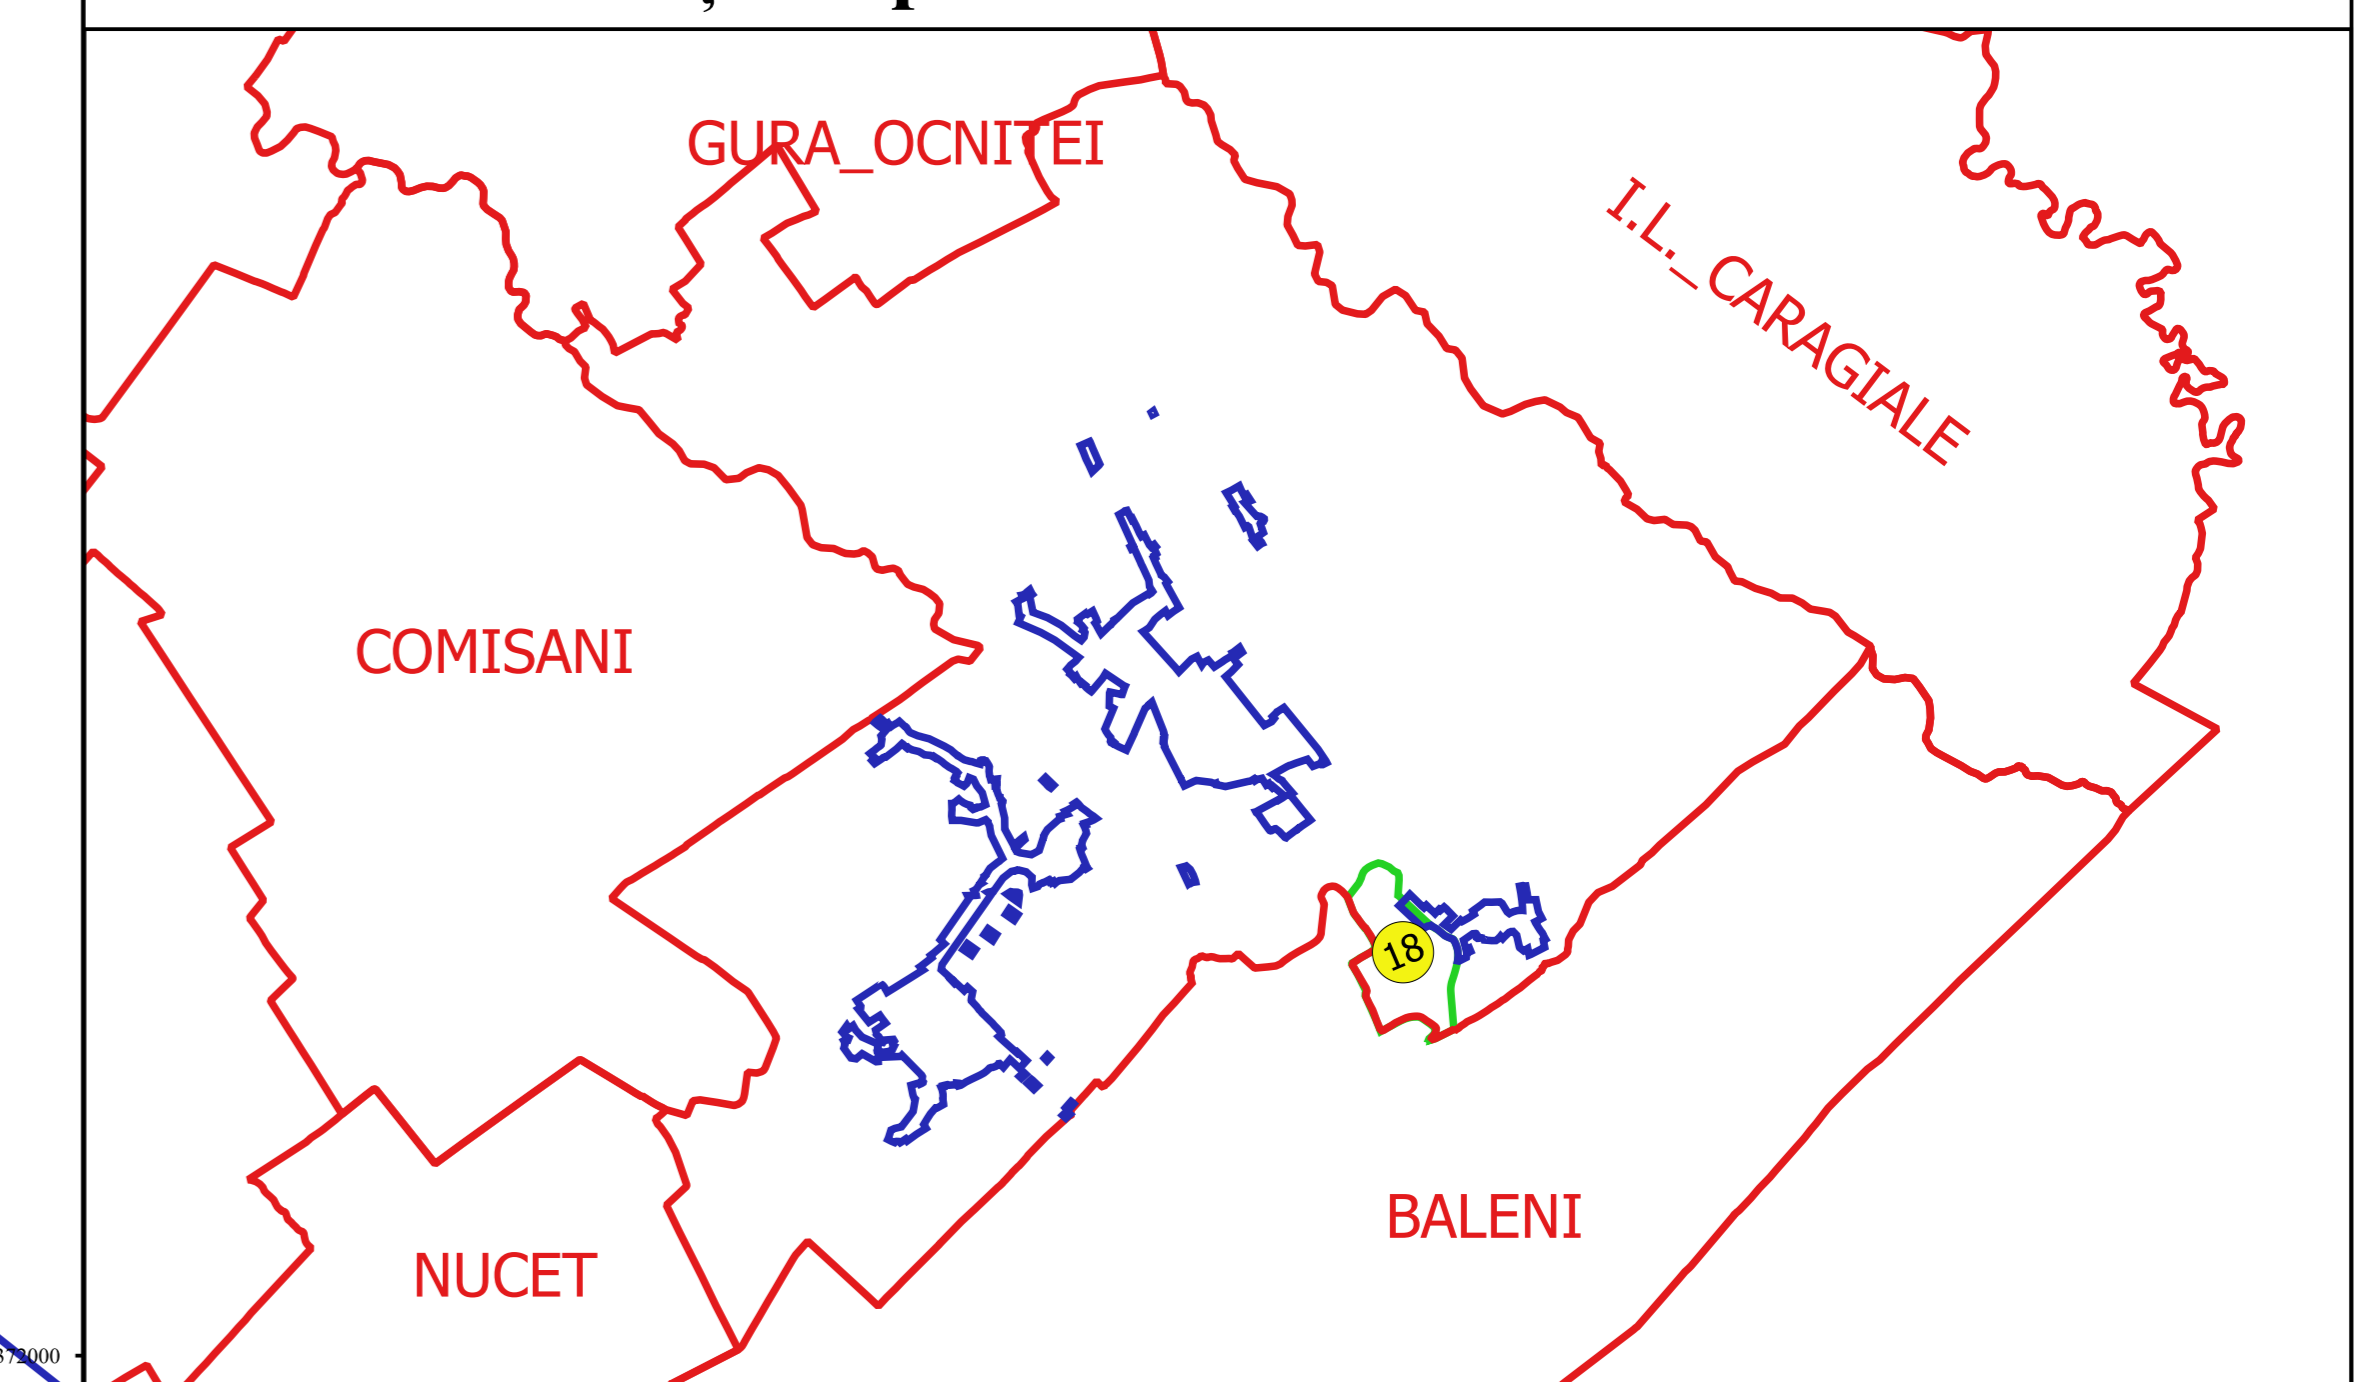 GURA_OCNITEI
I.L._CARAGIALE
COMISANI
18
BALENI
NUCET
372000